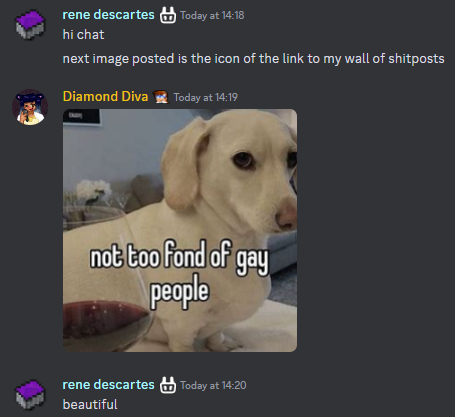 rene descartes Today at 14:18
hi chat
next image posted is the icon of the link to my wall of shitposts
Diamond Diva Today at 14:19
not too fond of gay
people
rene descartes Today at 14:20
beautiful